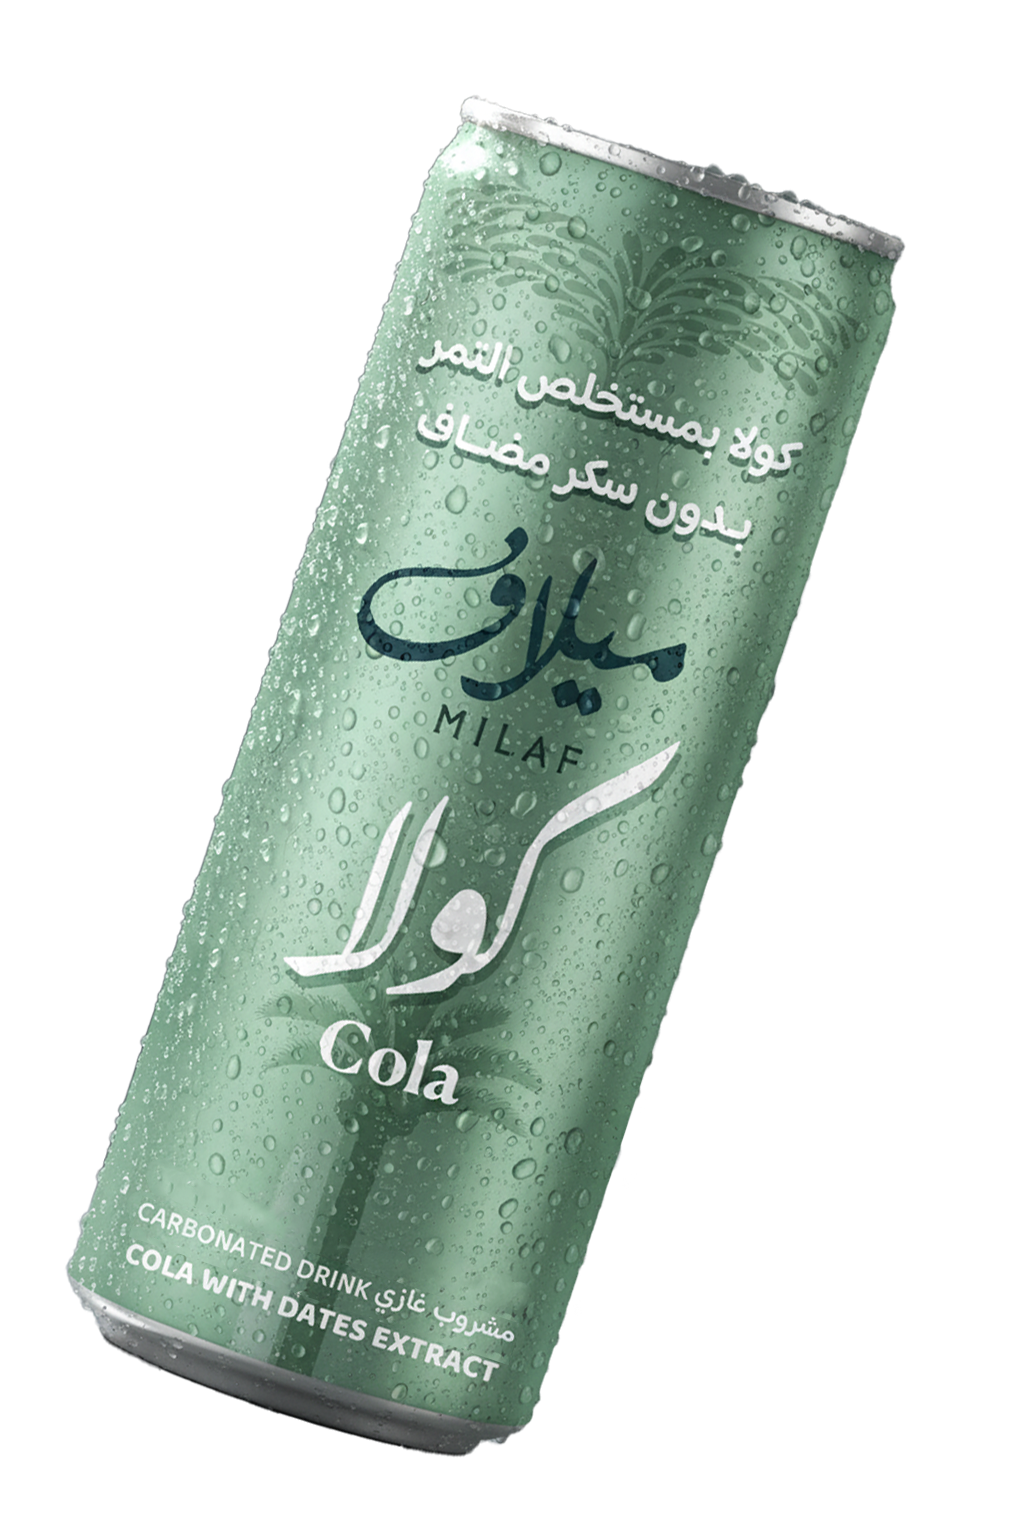 كولا بمستخلص التمر
بدون سكر مضاف
ميلاف
MILAF
كولا
Cola
CARBONATED DRINK مشروب غازي
COLA WITH DATES EXTRACT